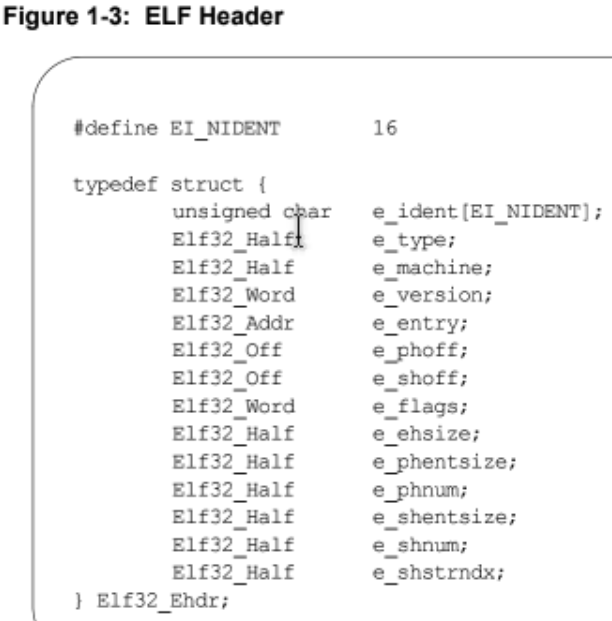 Figure 1-3: ELF Header
#define EI_NIDENT 16
typedef struct {
unsigned char e_ident[EI_NIDENT];
Elf32_Half e_type;
Elf32_Half e_machine;
Elf32_Word e_version;
Elf32_Addr e_entry;
Elf32_Off e_phoff;
Elf32_Off e_shoff;
Elf32_Word e_flags;
Elf32_Half e_ehsize;
Elf32_Half e_phentsize;
Elf32_Half e_phnum;
Elf32_Half e_shentsize;
Elf32_Half e_shnum;
Elf32_Half e_shstrndx;
} Elf32_Ehdr;